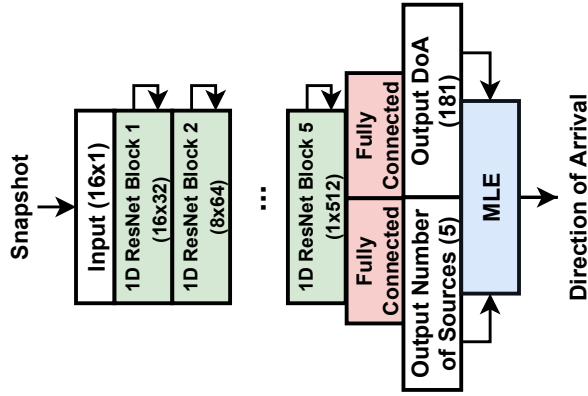 Snapshot
Input (16x1)
1D ResNet Block 1
(16x32)
1D ResNet Block 2
(8x64)
...
1D ResNet Block 5
(1x512)
Fully
Connected
Fully
Connected
Output Number
of Sources (5)
Output DoA
(181)
MLE
Direction of Arrival